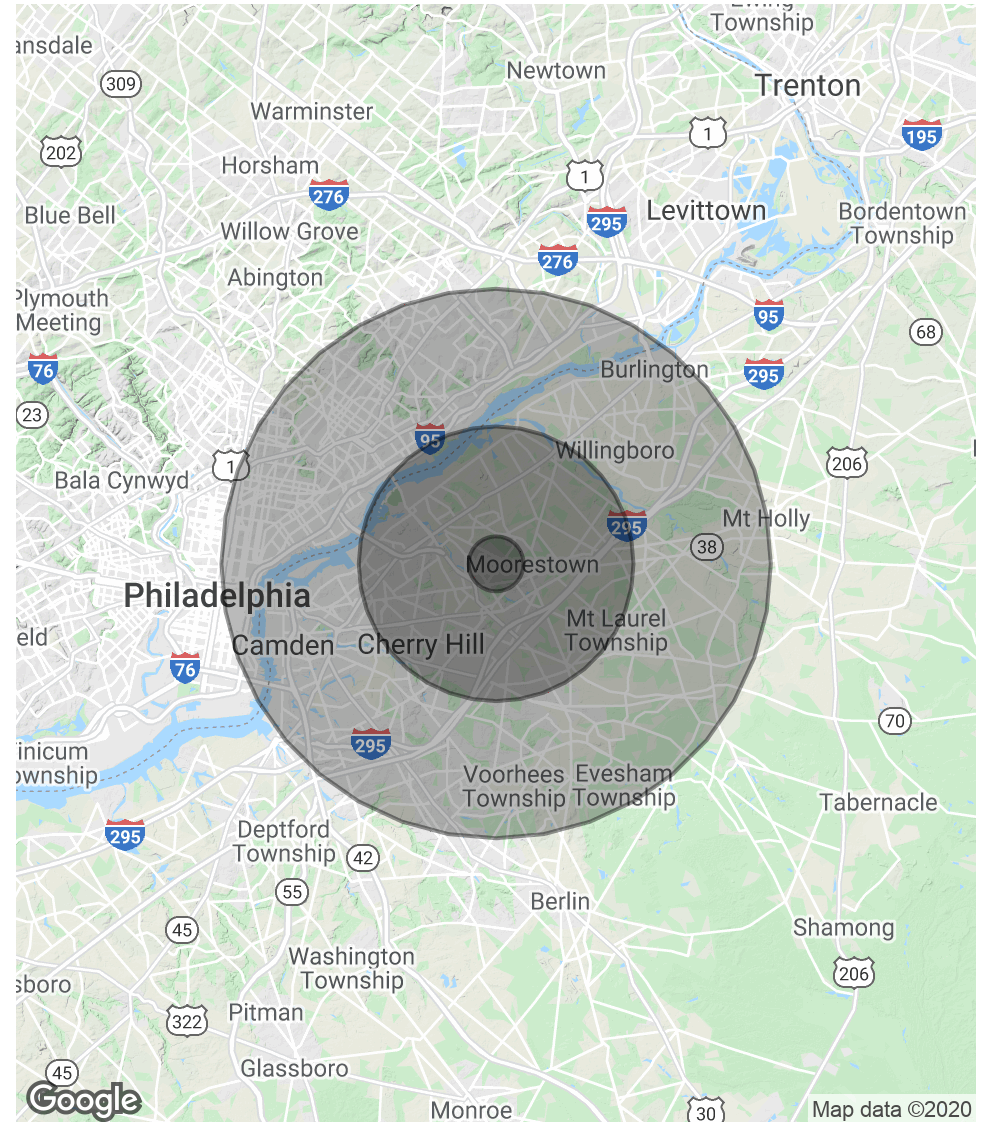 Ewing
Township
ansdale
Newtown
Trenton
309
Warminster
1
195
202
Horsham
1
276
Levittown
Blue Bell
295
Bordentown
Township
Willow Grove
276
Abington
Plymouth
Meeting
95
68
76
Burlington
295
23
95
Willingboro
1
206
Bala Cynwyd
295
Mt Holly
38
Moorestown
Philadelphia
Mt Laurel
Township
eld
Camden
Cherry Hill
76
70
295
inicum
ownship
Voorhees
Township
Evesham
Township
Tabernacle
295
Deptford
Township
42
55
Berlin
45
Shamong
Washington
Township
206
sboro
Pitman
322
Glassboro
45
Google
Monroe
30
Map data ©2020